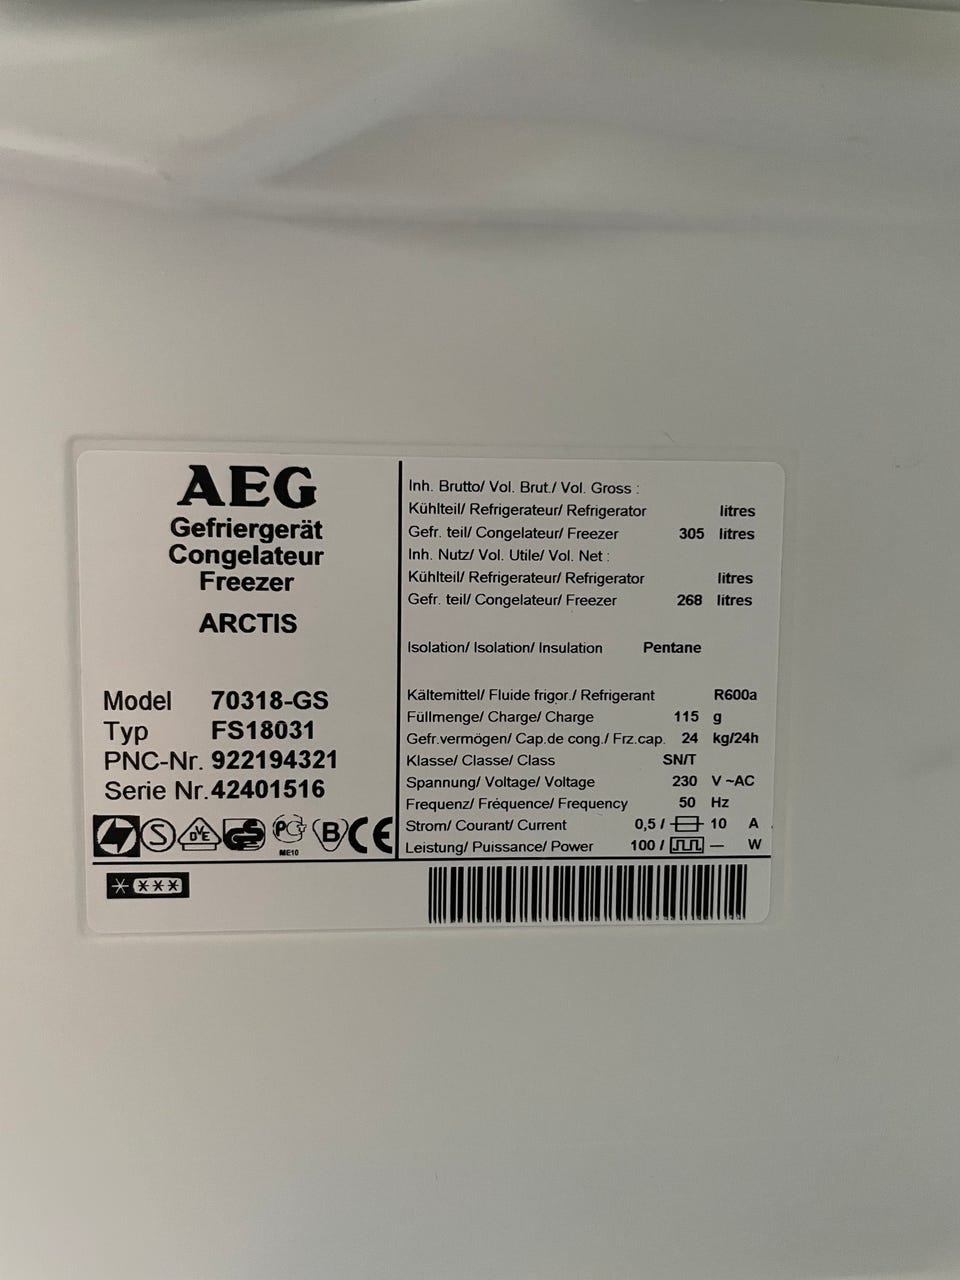 AEG
Gefriergerät
Congelateur
Freezer
ARCTIS
Model 70318-GS
Typ FS18031
PNC-Nr. 922194321
Serie Nr. 42401516
S DVE GS PC ME10 B CE
Inh. Brutto/ Vol. Brut./ Vol. Gross :
Kühlteil/ Refrigerateur/ Refrigerator litres
Gefr. teil/ Congelateur/ Freezer 305 litres
Inh. Nutz/ Vol. Utile/ Vol. Net :
Kühlteil/ Refrigerateur/ Refrigerator litres
Gefr. teil/ Congelateur/ Freezer 268 litres
Isolation/ Isolation/ Insulation Pentane
Kältemittel/ Fluide frigor./ Refrigerant R600a
Füllmenge/ Charge/ Charge 115 g
Gefr.vermögen/ Cap.de cong./ Frz.cap. 24 kg/24h
Klasse/ Classe/ Class SN/T
Spannung/ Voltage/ Voltage 230 V ~AC
Frequenz/ Fréquence/ Frequency 50 Hz
Strom/ Courant/ Current 0,5 / 10 A
Leistung/ Puissance/ Power 100 / — W